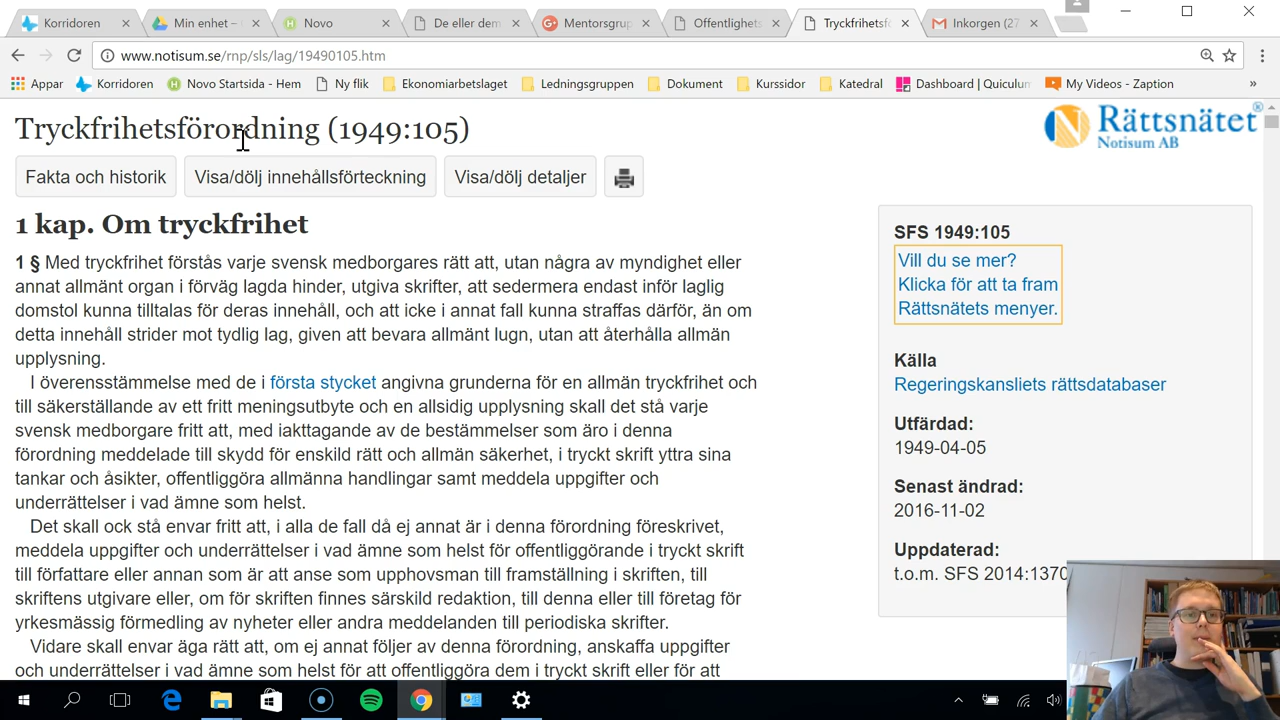 Korridoren
Min enhet –
Novo
De eller dem
Mentorsgrup
Offentlighets
Tryckfrihetsfö
Inkorgen (27
www.notisum.se/rnp/sls/lag/19490105.htm
Appar
Korridoren
Novo Startsida - Hem
Ny flik
Ekonomiarbetslaget
Ledningsgruppen
Dokument
Kurssidor
Katedral
Dashboard | Quiculum
My Videos - Zaption
»
Tryckfrihetsförordning (1949:105)
Rättsnätet®
Notisum AB
Fakta och historik
Visa/dölj innehållsförteckning
Visa/dölj detaljer
1 kap. Om tryckfrihet
1 § Med tryckfrihet förstås varje svensk medborgares rätt att, utan några av myndighet eller
annat allmänt organ i förväg lagda hinder, utgiva skrifter, att sedermera endast inför laglig
domstol kunna tilltalas för deras innehåll, och att icke i annat fall kunna straffas därför, än om
detta innehåll strider mot tydlig lag, given att bevara allmänt lugn, utan att återhålla allmän
upplysning.
I överensstämmelse med de i första stycket angivna grunderna för en allmän tryckfrihet och
till säkerställande av ett fritt meningsutbyte och en allsidig upplysning skall det stå varje
svensk medborgare fritt att, med iakttagande av de bestämmelser som äro i denna
förordning meddelade till skydd för enskild rätt och allmän säkerhet, i tryckt skrift yttra sina
tankar och åsikter, offentliggöra allmänna handlingar samt meddela uppgifter och
underrättelser i vad ämne som helst.
Det skall ock stå envar fritt att, i alla de fall då ej annat är i denna förordning föreskrivet,
meddela uppgifter och underrättelser i vad ämne som helst för offentliggörande i tryckt skrift
till författare eller annan som är att anse som upphovsman till framställning i skriften, till
skriftens utgivare eller, om för skriften finnes särskild redaktion, till denna eller till företag för
yrkesmässig förmedling av nyheter eller andra meddelanden till periodiska skrifter.
Vidare skall envar äga rätt att, om ej annat följer av denna förordning, anskaffa uppgifter
och underrättelser i vad ämne som helst för att offentliggöra dem i tryckt skrift eller för att
SFS 1949:105
Vill du se mer?
Klicka för att ta fram
Rättsnätets menyer.
Källa
Regeringskansliets rättsdatabaser
Utfärdad:
1949-04-05
Senast ändrad:
2016-11-02
Uppdaterad:
t.o.m. SFS 2014:1370